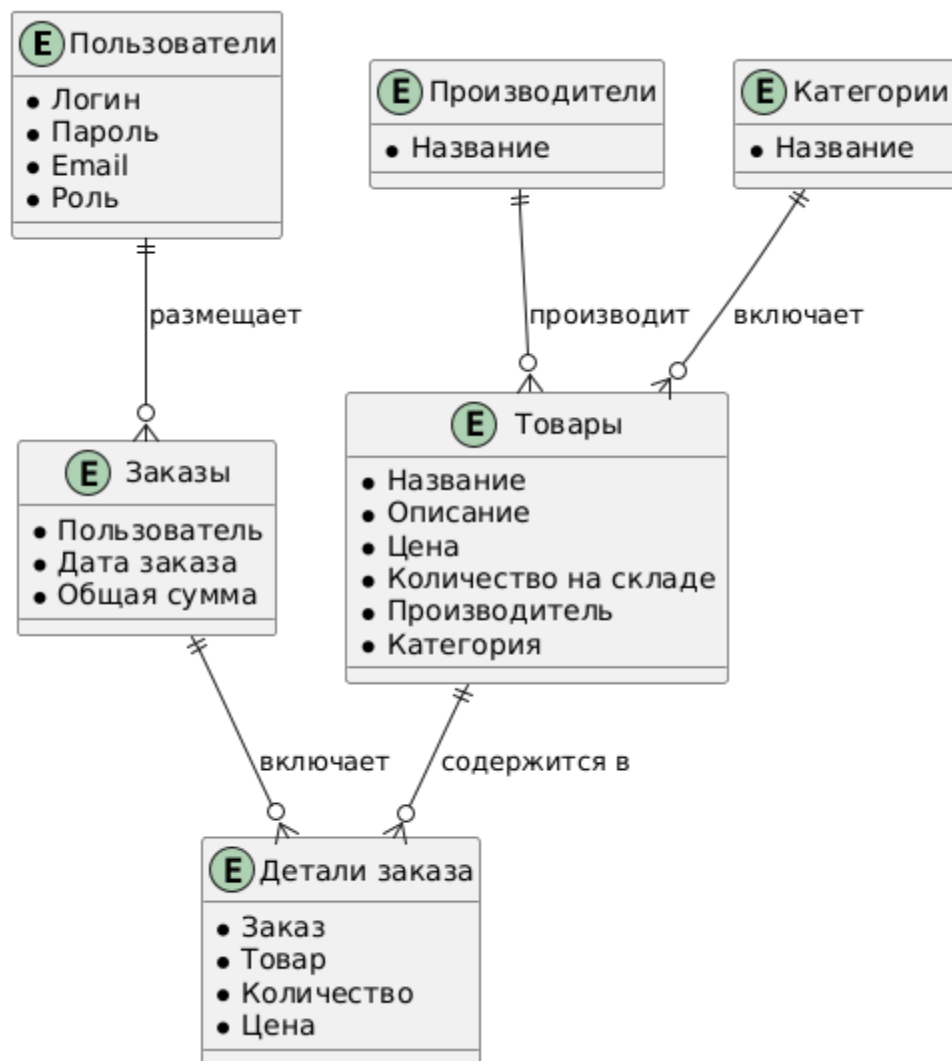 E Пользователи
• Логин
• Пароль
• Email
• Роль
E Производители
• Название
E Категории
• Название
размещает
производит
включает
E Заказы
• Пользователь
• Дата заказа
• Общая сумма
E Товары
• Название
• Описание
• Цена
• Количество на складе
• Производитель
• Категория
включает
содержится в
E Детали заказа
• Заказ
• Товар
• Количество
• Цена